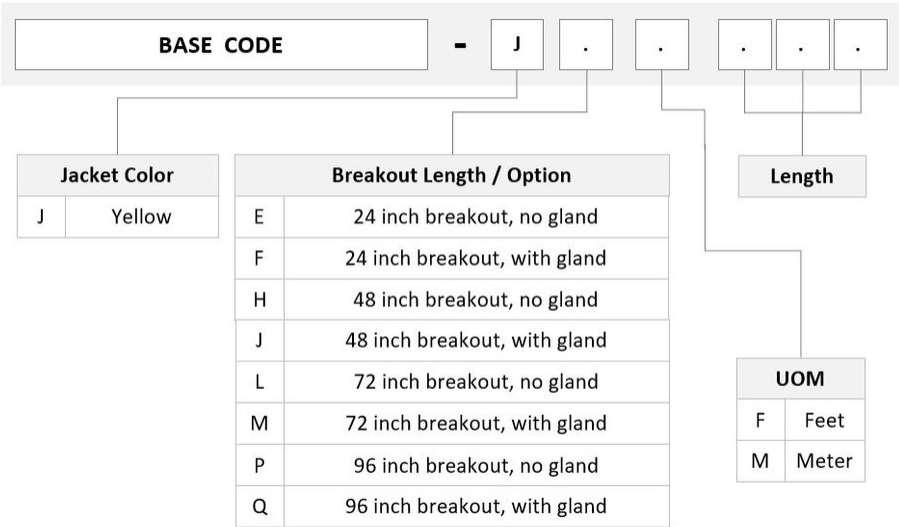 BASE CODE - J . . . . .
Jacket Color
J Yellow
Breakout Length / Option
E 24 inch breakout, no gland
F 24 inch breakout, with gland
H 48 inch breakout, no gland
J 48 inch breakout, with gland
L 72 inch breakout, no gland
M 72 inch breakout, with gland
P 96 inch breakout, no gland
Q 96 inch breakout, with gland
Length
UOM
F Feet
M Meter